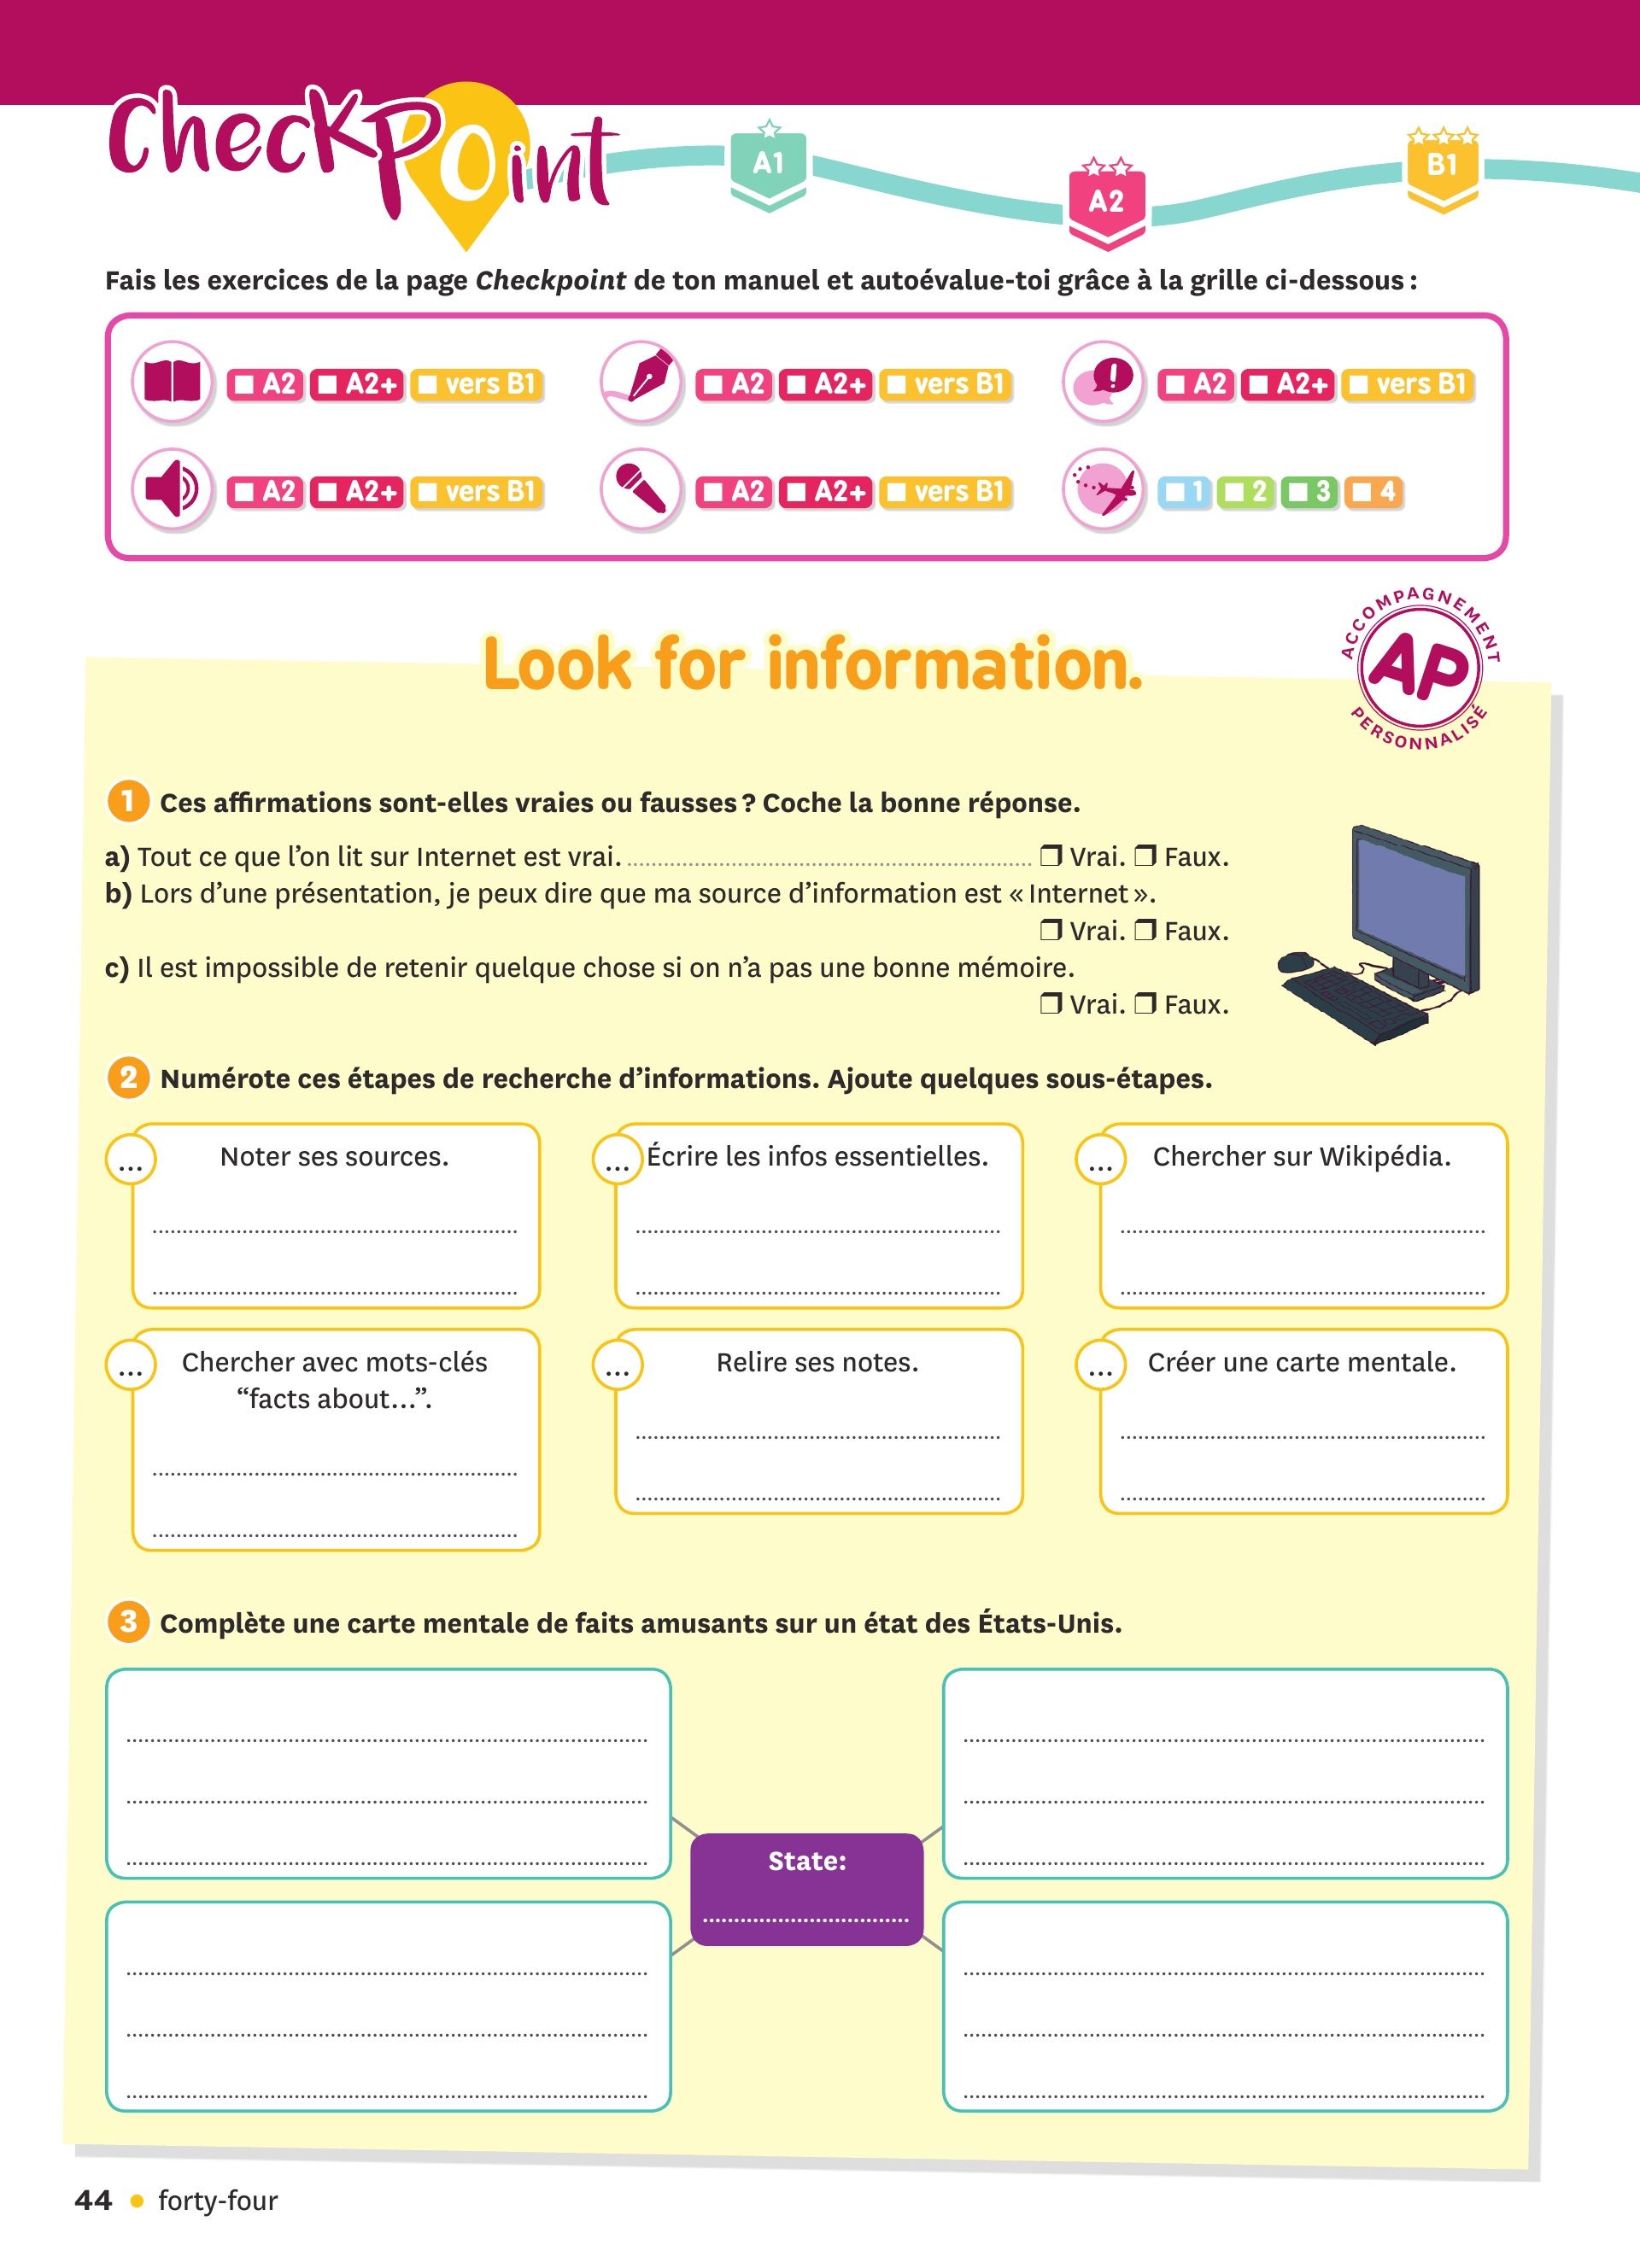 CheckPoint
A1
A2
B1
Fais les exercices de la page Checkpoint de ton manuel et autoévalue-toi grâce à la grille ci-dessous :
A2 A2+ vers B1
A2 A2+ vers B1
A2 A2+ vers B1
A2 A2+ vers B1
A2 A2+ vers B1
1 2 3 4
Look for information.
ACCOMPAGNEMENT
AP
PERSONNALISÉ
1 Ces affirmations sont-elles vraies ou fausses ? Coche la bonne réponse.
a) Tout ce que l’on lit sur Internet est vrai. ❒ Vrai. ❒ Faux.
b) Lors d’une présentation, je peux dire que ma source d’information est « Internet ».
❒ Vrai. ❒ Faux.
c) Il est impossible de retenir quelque chose si on n’a pas une bonne mémoire.
❒ Vrai. ❒ Faux.
2 Numérote ces étapes de recherche d’informations. Ajoute quelques sous-étapes.
... Noter ses sources.
... Écrire les infos essentielles.
... Chercher sur Wikipédia.
... Chercher avec mots-clés
“facts about...”.
... Relire ses notes.
... Créer une carte mentale.
3 Complète une carte mentale de faits amusants sur un état des États-Unis.
State:
44 • forty-four